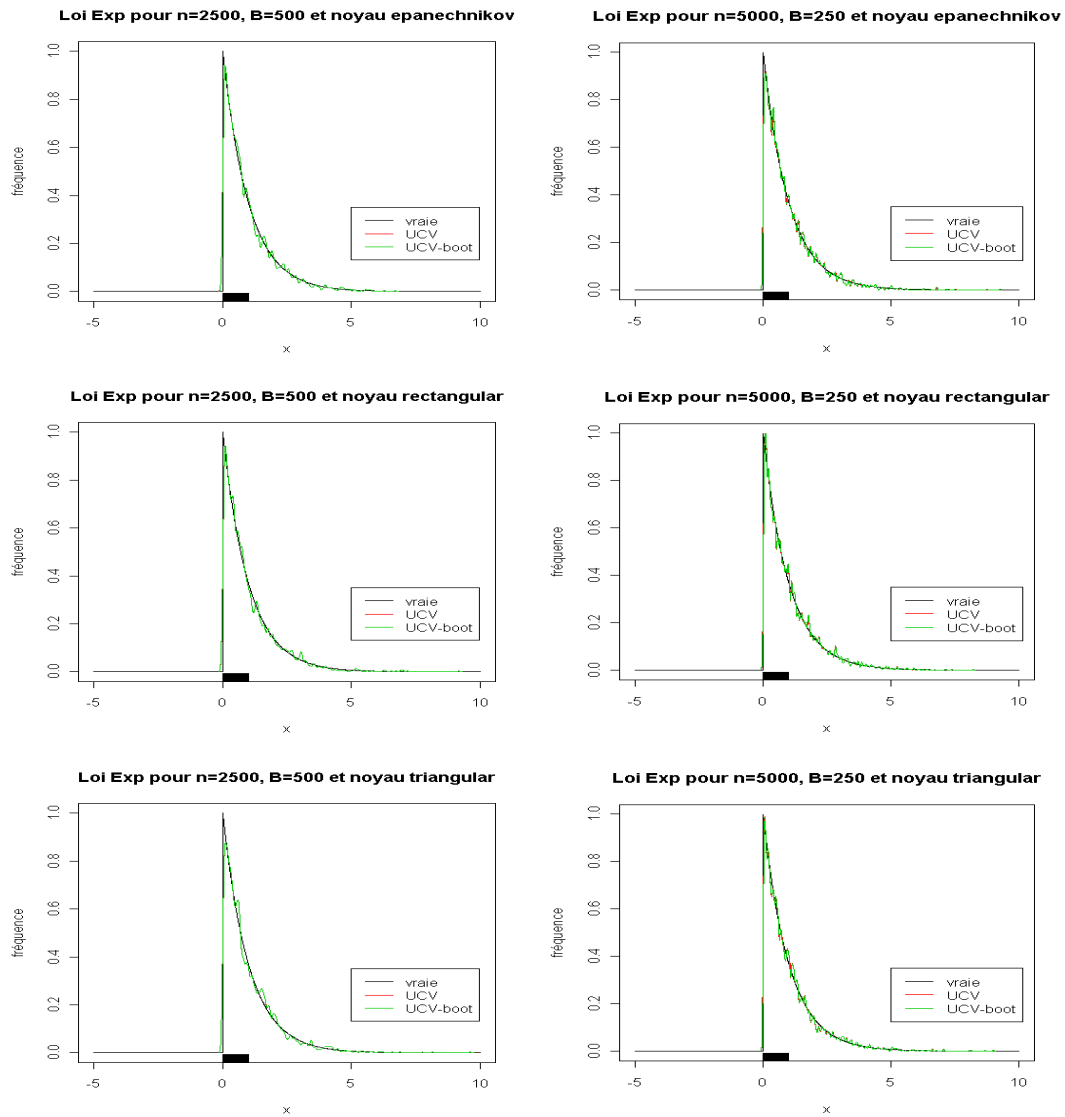 Loi Exp pour n=2500, B=500 et noyau epanechnikov
fréquence
1.0
0.8
0.6
0.4
0.2
0.0
vraie
UCV
UCV-boot
-5 0 5 10
x
Loi Exp pour n=5000, B=250 et noyau epanechnikov
fréquence
1.0
0.8
0.6
0.4
0.2
0.0
vraie
UCV
UCV-boot
-5 0 5 10
x
Loi Exp pour n=2500, B=500 et noyau rectangular
fréquence
1.0
0.8
0.6
0.4
0.2
0.0
vraie
UCV
UCV-boot
-5 0 5 10
x
Loi Exp pour n=5000, B=250 et noyau rectangular
fréquence
1.0
0.8
0.6
0.4
0.2
0.0
vraie
UCV
UCV-boot
-5 0 5 10
x
Loi Exp pour n=2500, B=500 et noyau triangular
fréquence
1.0
0.8
0.6
0.4
0.2
0.0
vraie
UCV
UCV-boot
-5 0 5 10
x
Loi Exp pour n=5000, B=250 et noyau triangular
fréquence
1.0
0.8
0.6
0.4
0.2
0.0
vraie
UCV
UCV-boot
-5 0 5 10
x